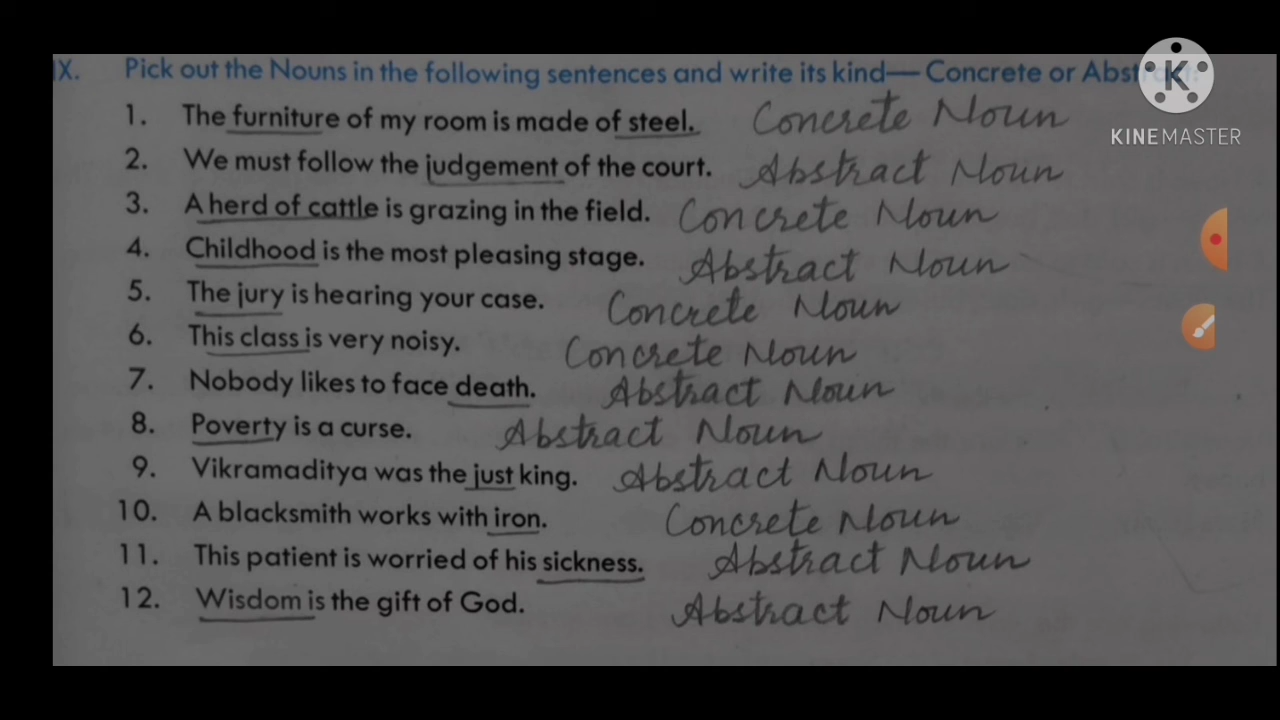 IX. Pick out the Nouns in the following sentences and write its kind— Concrete or Abstract:
KINEMASTER
1. The furniture of my room is made of steel. Concrete Noun
2. We must follow the judgement of the court. Abstract Noun
3. A herd of cattle is grazing in the field. Concrete Noun
4. Childhood is the most pleasing stage. Abstract Noun
5. The jury is hearing your case. Concrete Noun
6. This class is very noisy. Concrete Noun
7. Nobody likes to face death. Abstract Noun
8. Poverty is a curse. Abstract Noun
9. Vikramaditya was the just king. Abstract Noun
10. A blacksmith works with iron. Concrete Noun
11. This patient is worried of his sickness. Abstract Noun
12. Wisdom is the gift of God. Abstract Noun